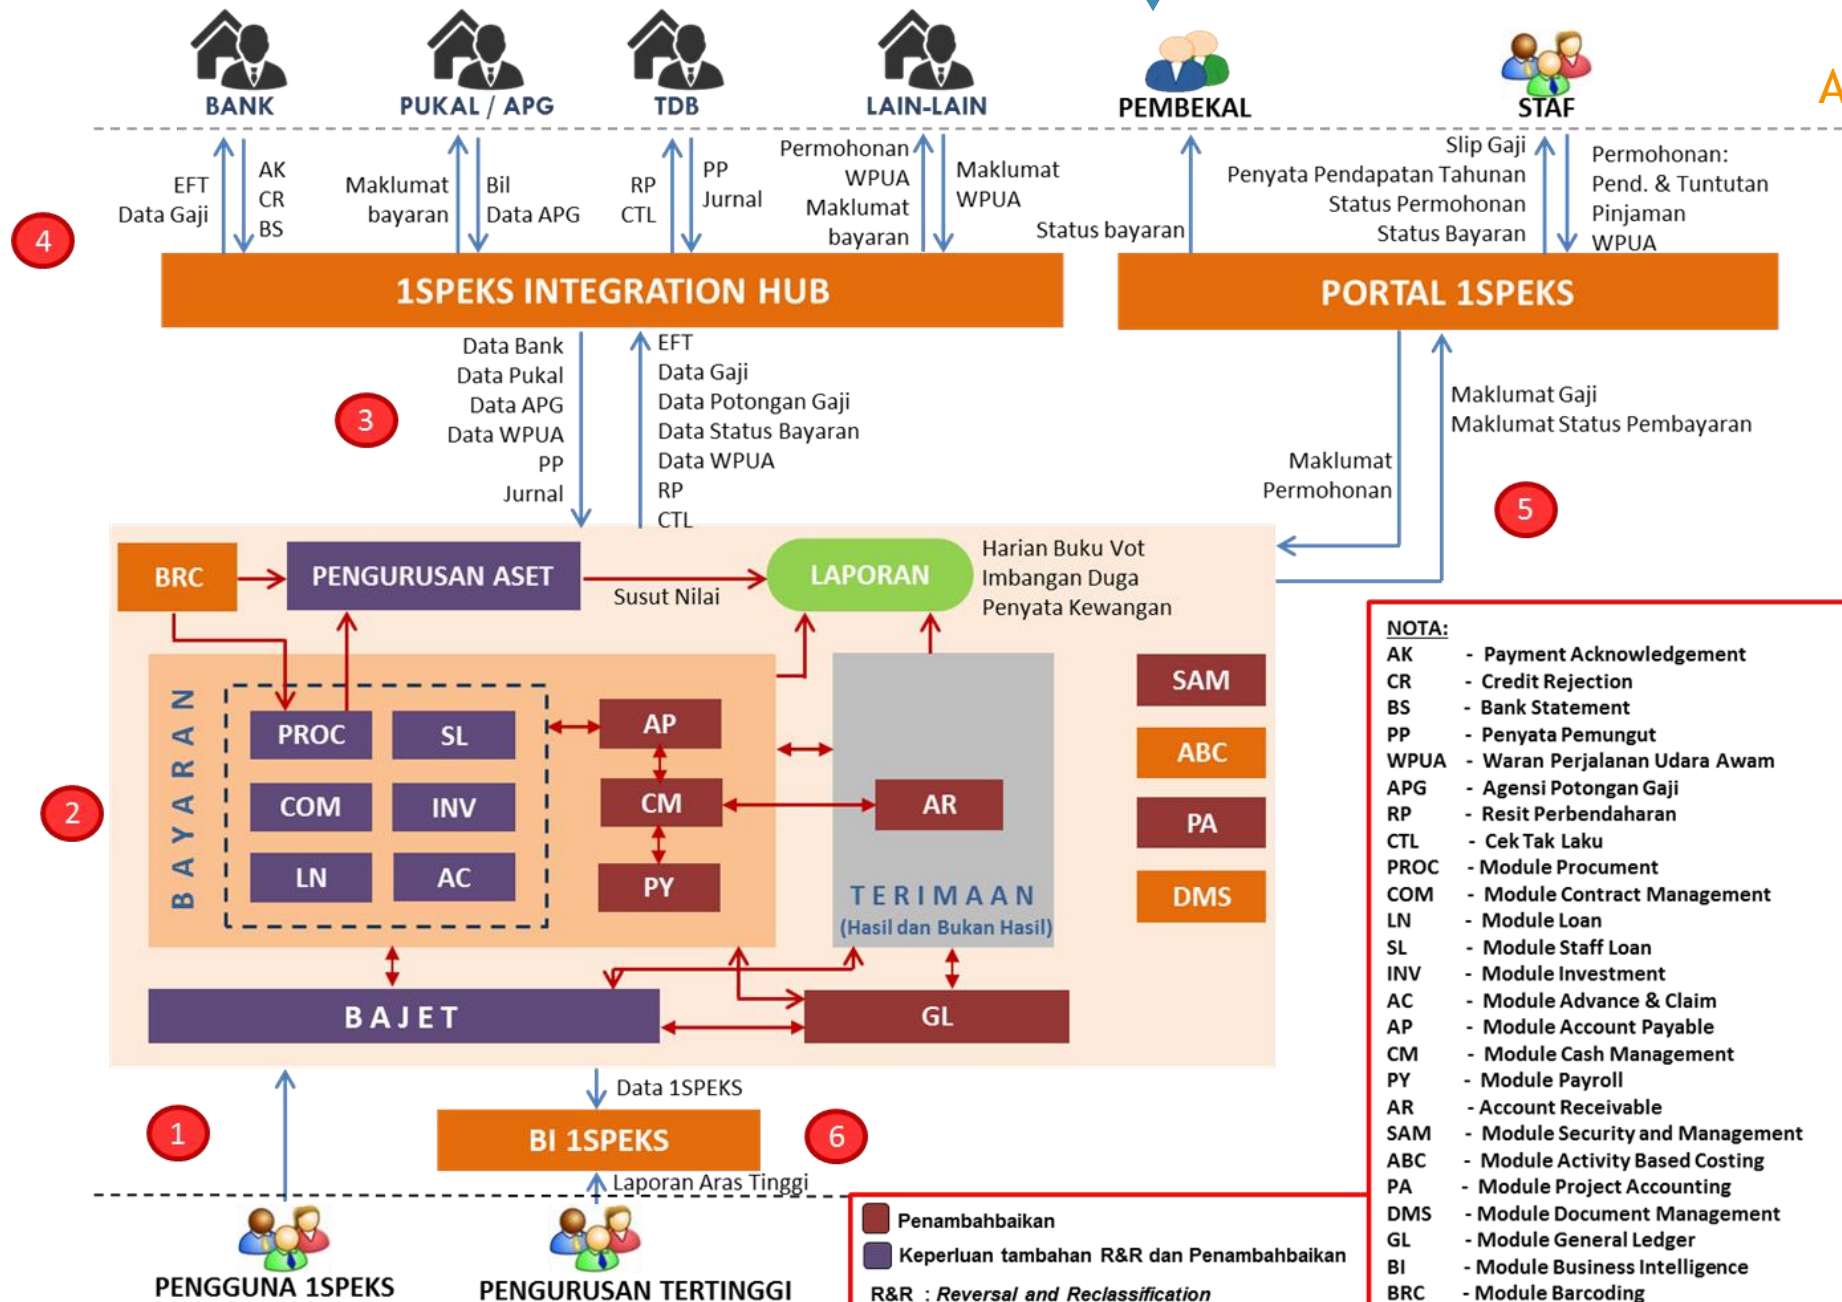 BANK
PUKAL / APG
TDB
LAIN-LAIN
PEMBEKAL
STAF
A
EFT
Data Gaji
AK
CR
BS
Maklumat
bayaran
Bil
Data APG
RP
CTL
PP
Jurnal
Permohonan
WPUA
Maklumat
bayaran
Maklumat
WPUA
Status bayaran
Slip Gaji
Penyata Pendapatan Tahunan
Status Permohonan
Status Bayaran
Permohonan:
Pend. & Tuntutan
Pinjaman
WPUA
4
1SPEKS INTEGRATION HUB
PORTAL 1SPEKS
3
Data Bank
Data Pukal
Data APG
Data WPUA
PP
Jurnal
EFT
Data Gaji
Data Potongan Gaji
Data Status Bayaran
Data WPUA
RP
CTL
Maklumat
Permohonan
Maklumat Gaji
Maklumat Status Pembayaran
5
BRC
PENGURUSAN ASET
Susut Nilai
LAPORAN
Harian Buku Vot
Imbangan Duga
Penyata Kewangan
2
BAYARAN
PROC
SL
COM
INV
LN
AC
AP
CM
PY
AR
TERIMAAN
(Hasil dan Bukan Hasil)
SAM
ABC
PA
DMS
BAJET
GL
1
Data 1SPEKS
BI 1SPEKS
6
Laporan Aras Tinggi
PENGGUNA 1SPEKS
PENGURUSAN TERTINGGI
Penambahbaikan
Keperluan tambahan R&R dan Penambahbaikan
R&R : Reversal and Reclassification
NOTA:
AK - Payment Acknowledgement
CR - Credit Rejection
BS - Bank Statement
PP - Penyata Pemungut
WPUA - Waran Perjalanan Udara Awam
APG - Agensi Potongan Gaji
RP - Resit Perbendaharan
CTL - Cek Tak Laku
PROC - Module Procument
COM - Module Contract Management
LN - Module Loan
SL - Module Staff Loan
INV - Module Investment
AC - Module Advance & Claim
AP - Module Account Payable
CM - Module Cash Management
PY - Module Payroll
AR - Account Receivable
SAM - Module Security and Management
ABC - Module Activity Based Costing
PA - Module Project Accounting
DMS - Module Document Management
GL - Module General Ledger
BI - Module Business Intelligence
BRC - Module Barcoding